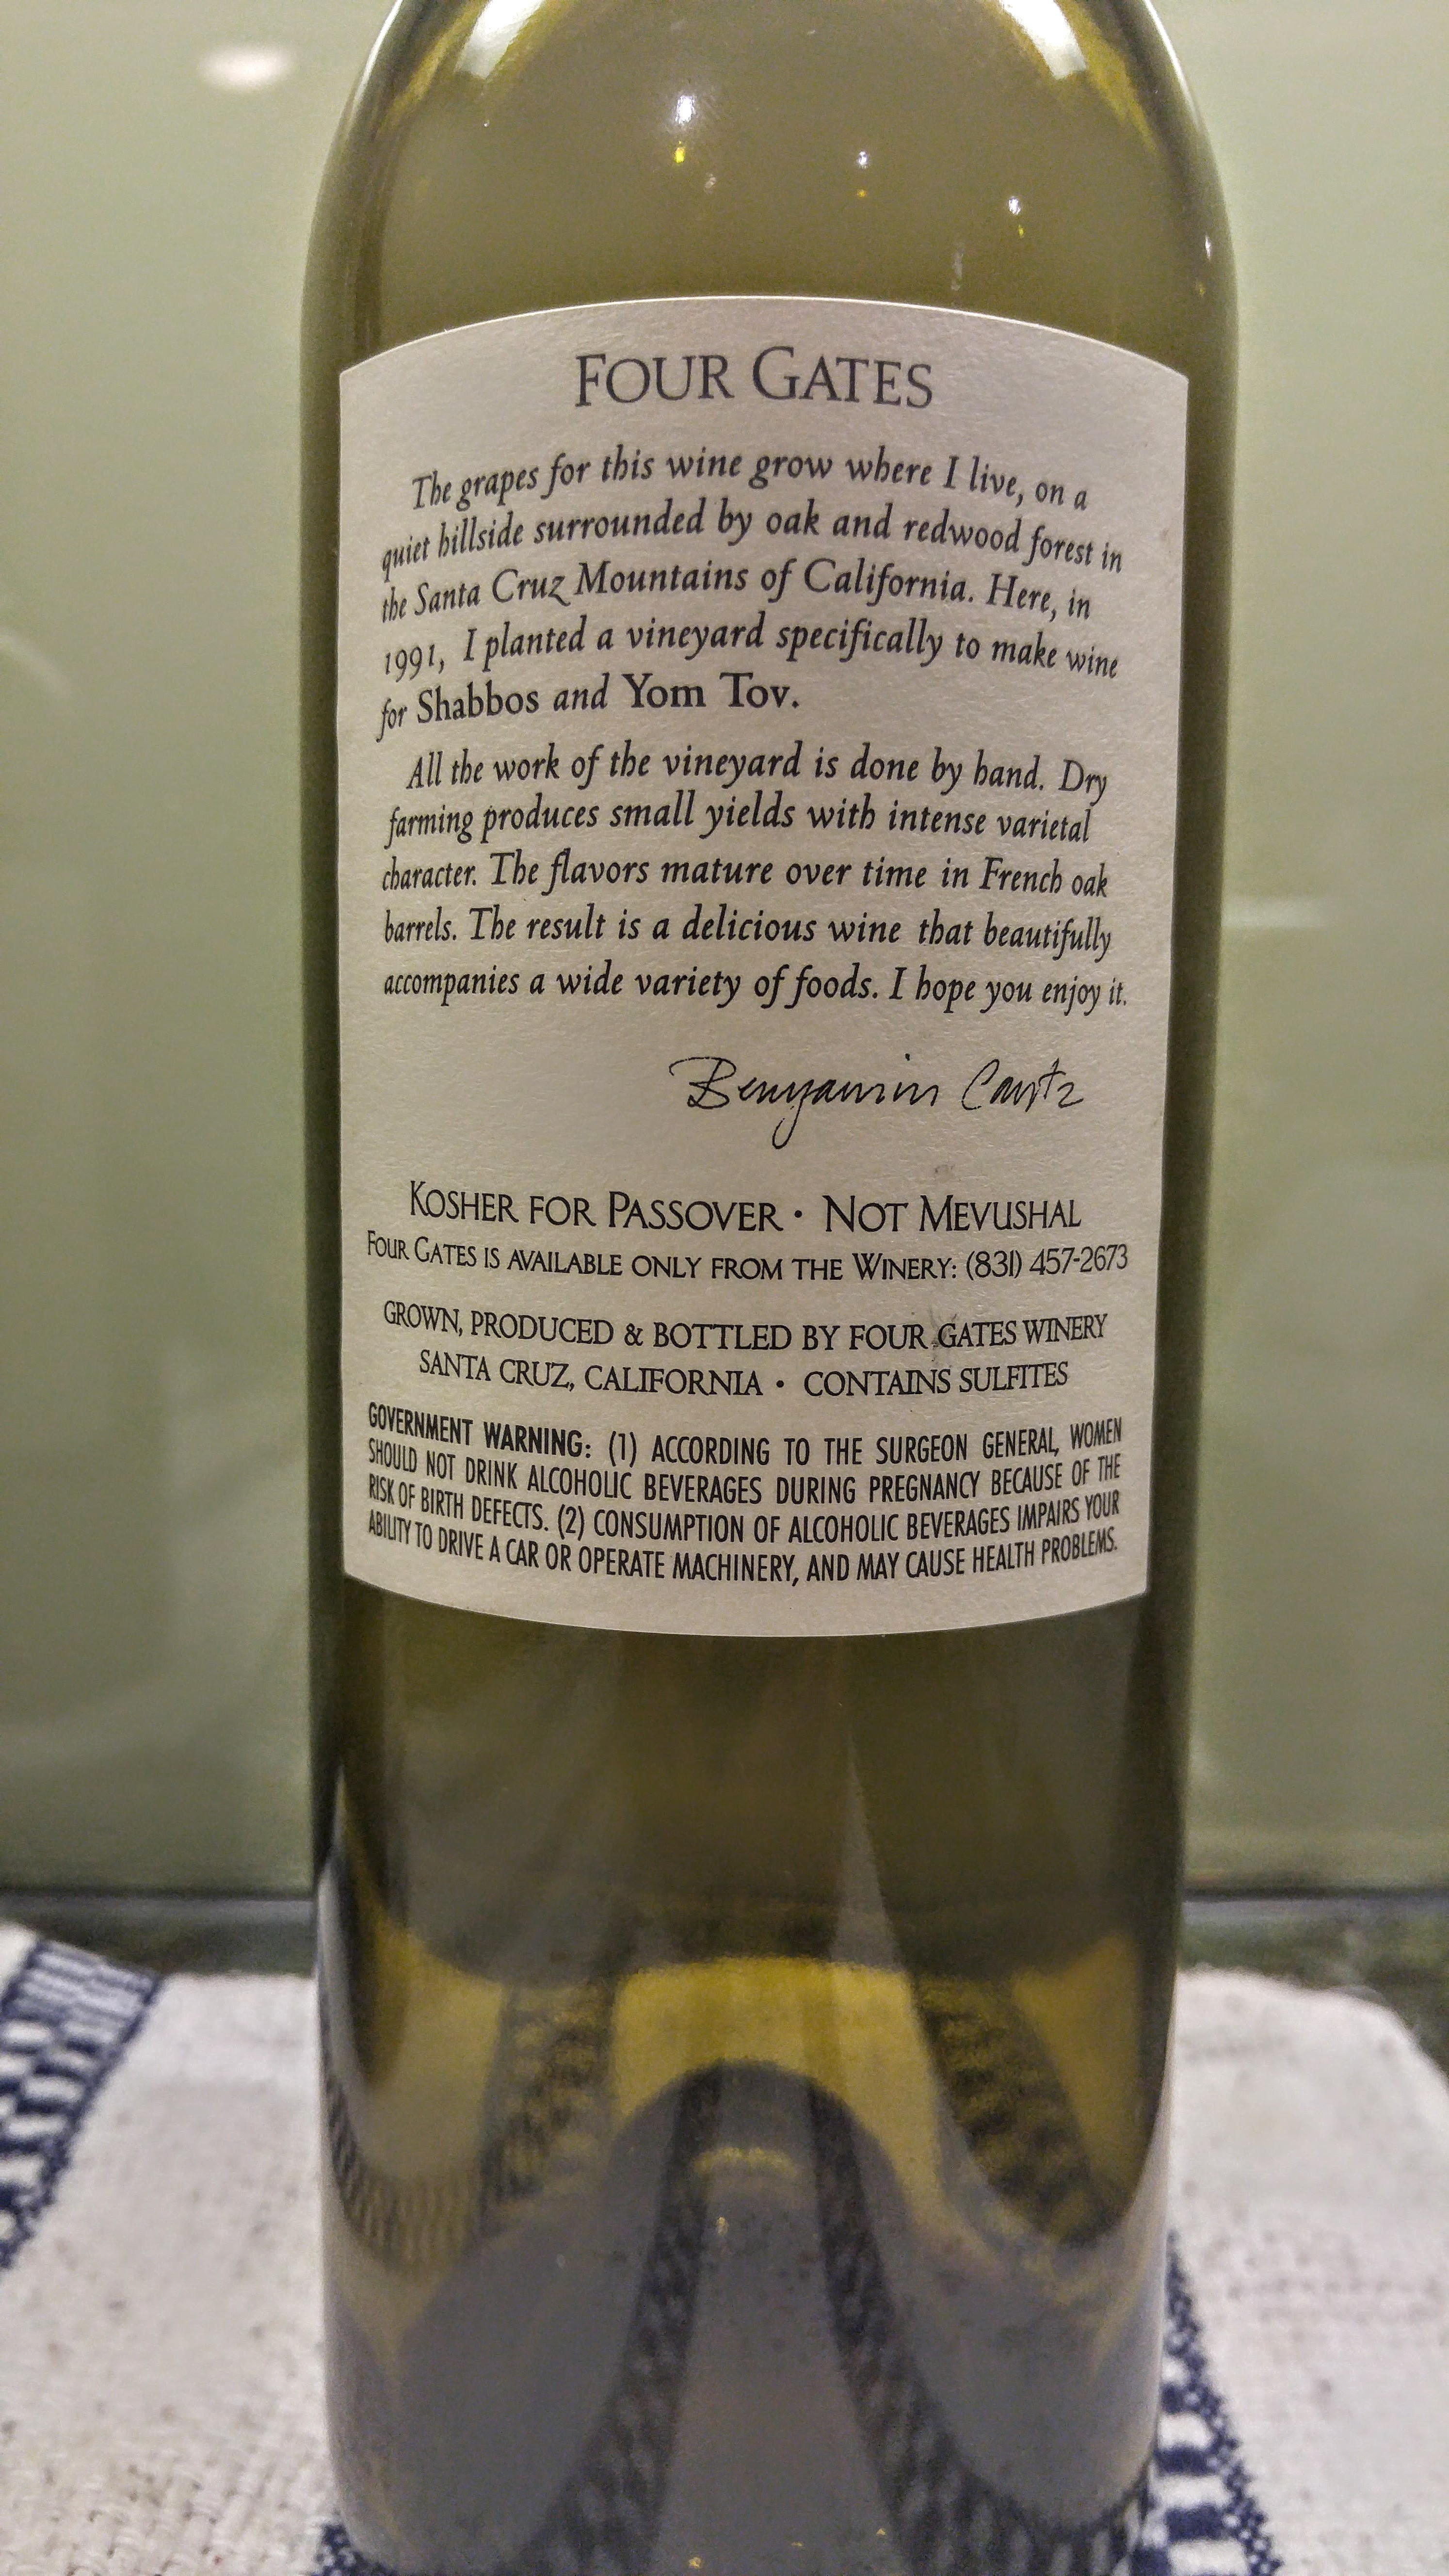 FOUR GATES
The grapes for this wine grow where I live, on a
quiet hillside surrounded by oak and redwood forest in
the Santa Cruz Mountains of California. Here, in
1991, I planted a vineyard specifically to make wine
for Shabbos and Yom Tov.
All the work of the vineyard is done by hand. Dry
farming produces small yields with intense varietal
character. The flavors mature over time in French oak
barrels. The result is a delicious wine that beautifully
accompanies a wide variety of foods. I hope you enjoy it.
Benyamin Cantz
KOSHER FOR PASSOVER • NOT MEVUSHAL
FOUR GATES IS AVAILABLE ONLY FROM THE WINERY: (831) 457-2673
GROWN, PRODUCED & BOTTLED BY FOUR GATES WINERY
SANTA CRUZ, CALIFORNIA • CONTAINS SULFITES
GOVERNMENT WARNING: (1) ACCORDING TO THE SURGEON GENERAL, WOMEN
SHOULD NOT DRINK ALCOHOLIC BEVERAGES DURING PREGNANCY BECAUSE OF THE
RISK OF BIRTH DEFECTS. (2) CONSUMPTION OF ALCOHOLIC BEVERAGES IMPAIRS YOUR
ABILITY TO DRIVE A CAR OR OPERATE MACHINERY, AND MAY CAUSE HEALTH PROBLEMS.